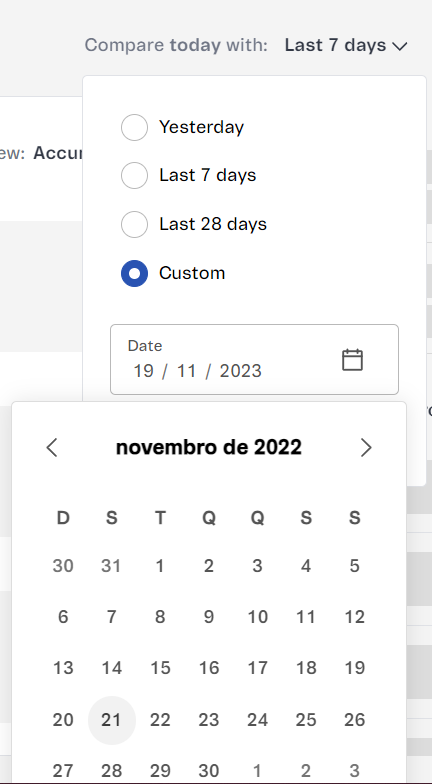 Compare today with: Last 7 days
Yesterday
ew: Accu
Last 7 days
Last 28 days
Custom
Date
19 / 11 / 2023
novembro de 2022
D S T Q Q S S
30 31 1 2 3 4 5
6 7 8 9 10 11 12
13 14 15 16 17 18 19
20 21 22 23 24 25 26
27 28 29 30 1 2 3